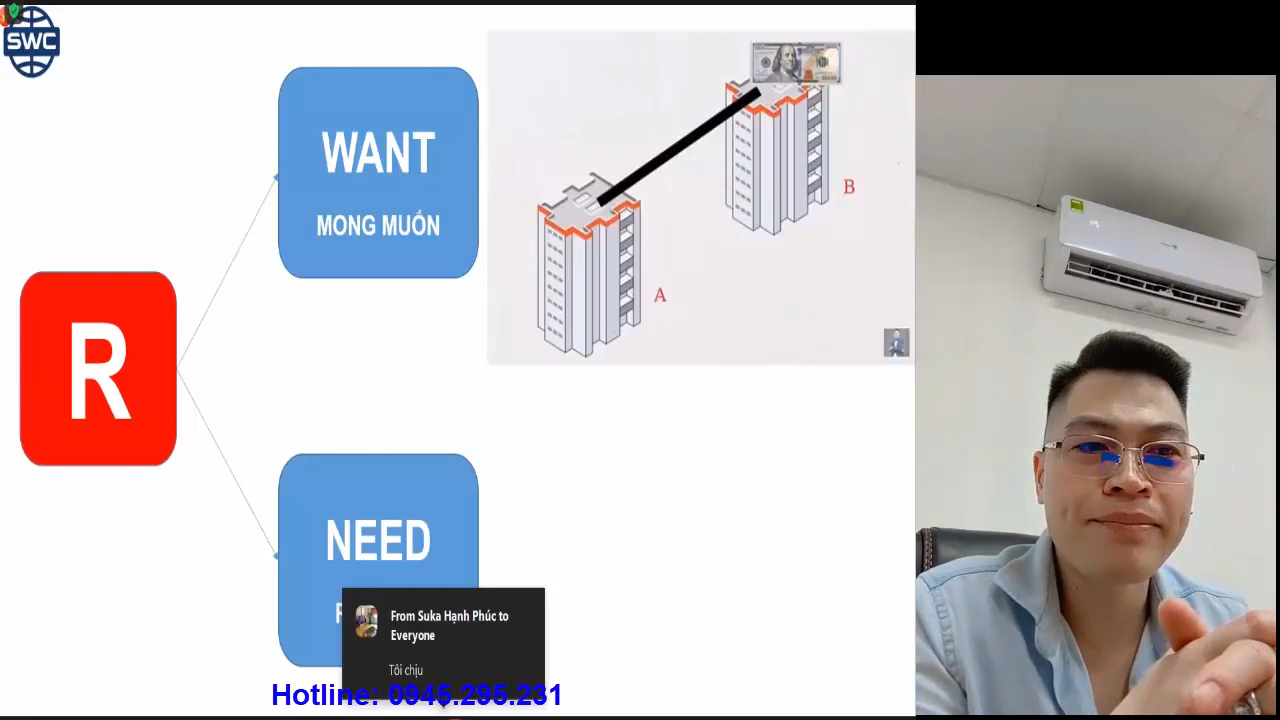 SWC
R
WANT
MONG MUỐN
A
B
NEED
From Suka Hạnh Phúc to
Everyone
Tôi chịu
Hotline: 0945.295.231